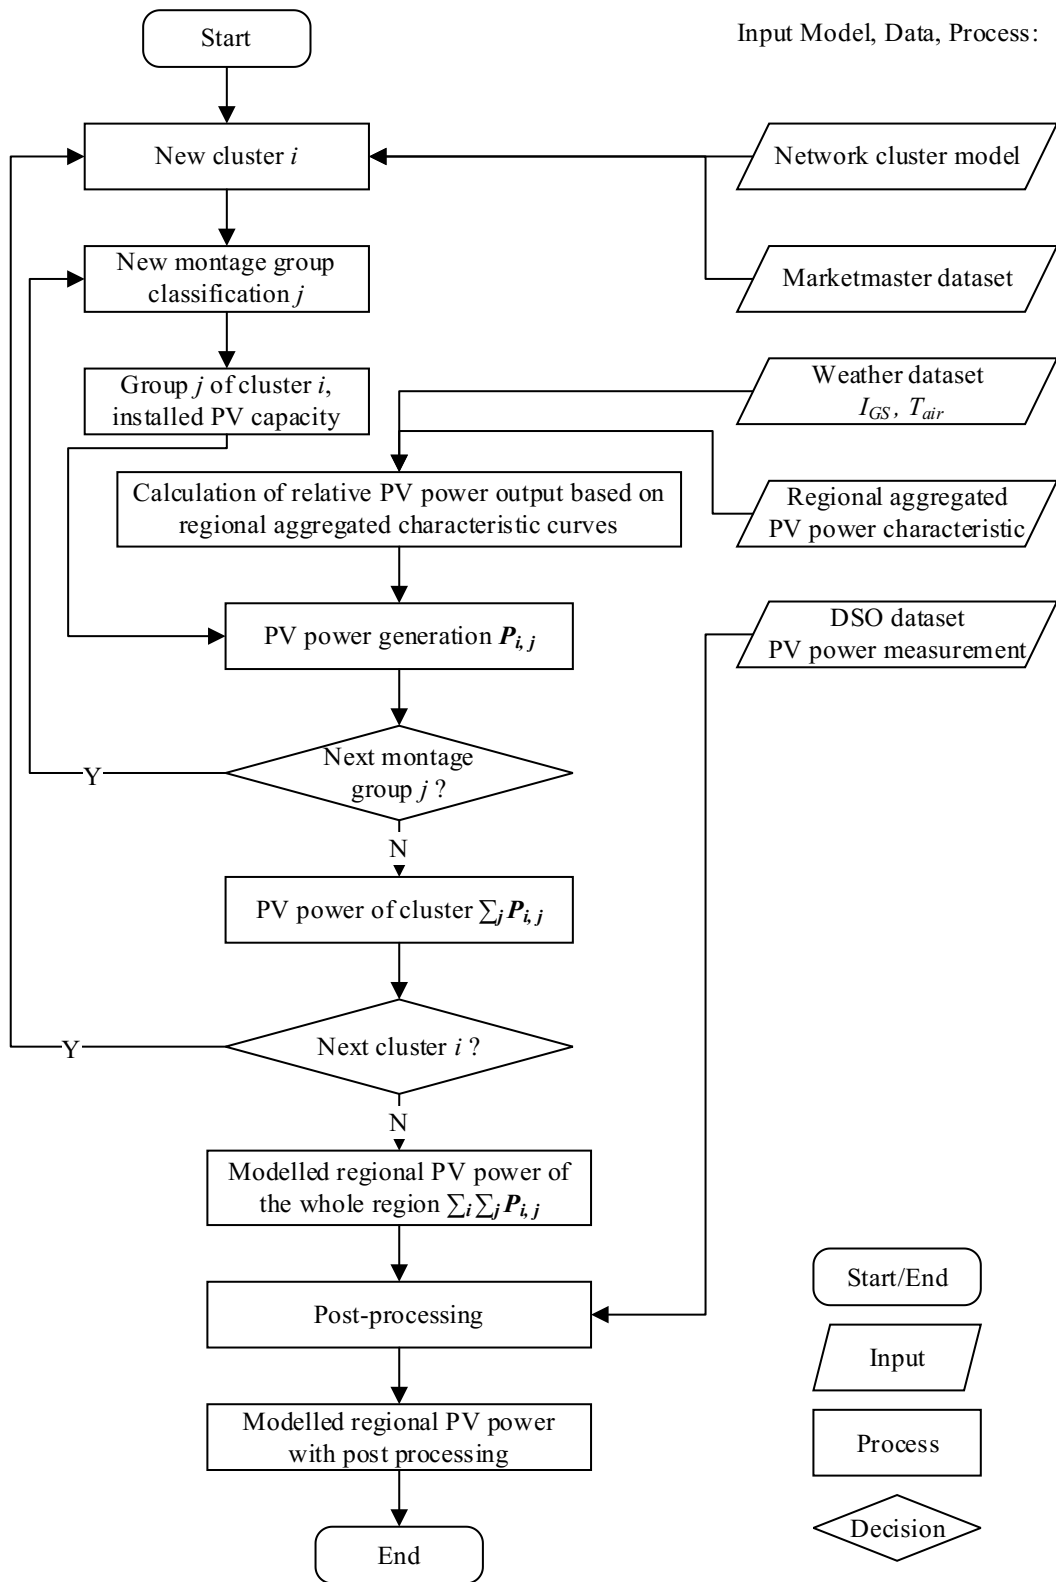 Start
Input Model, Data, Process:
New cluster i
Network cluster model
New montage group
classification j
Marketmaster dataset
Group j of cluster i,
installed PV capacity
Weather dataset
I_GS, T_air
Calculation of relative PV power output based on
regional aggregated characteristic curves
Regional aggregated
PV power characteristic
PV power generation P_i,j
DSO dataset
PV power measurement
Next montage
group j ?
Y
N
PV power of cluster ∑_j P_i,j
Next cluster i ?
Y
N
Modelled regional PV power of
the whole region ∑_i ∑_j P_i,j
Post-processing
Modelled regional PV power
with post processing
End
Start/End
Input
Process
Decision